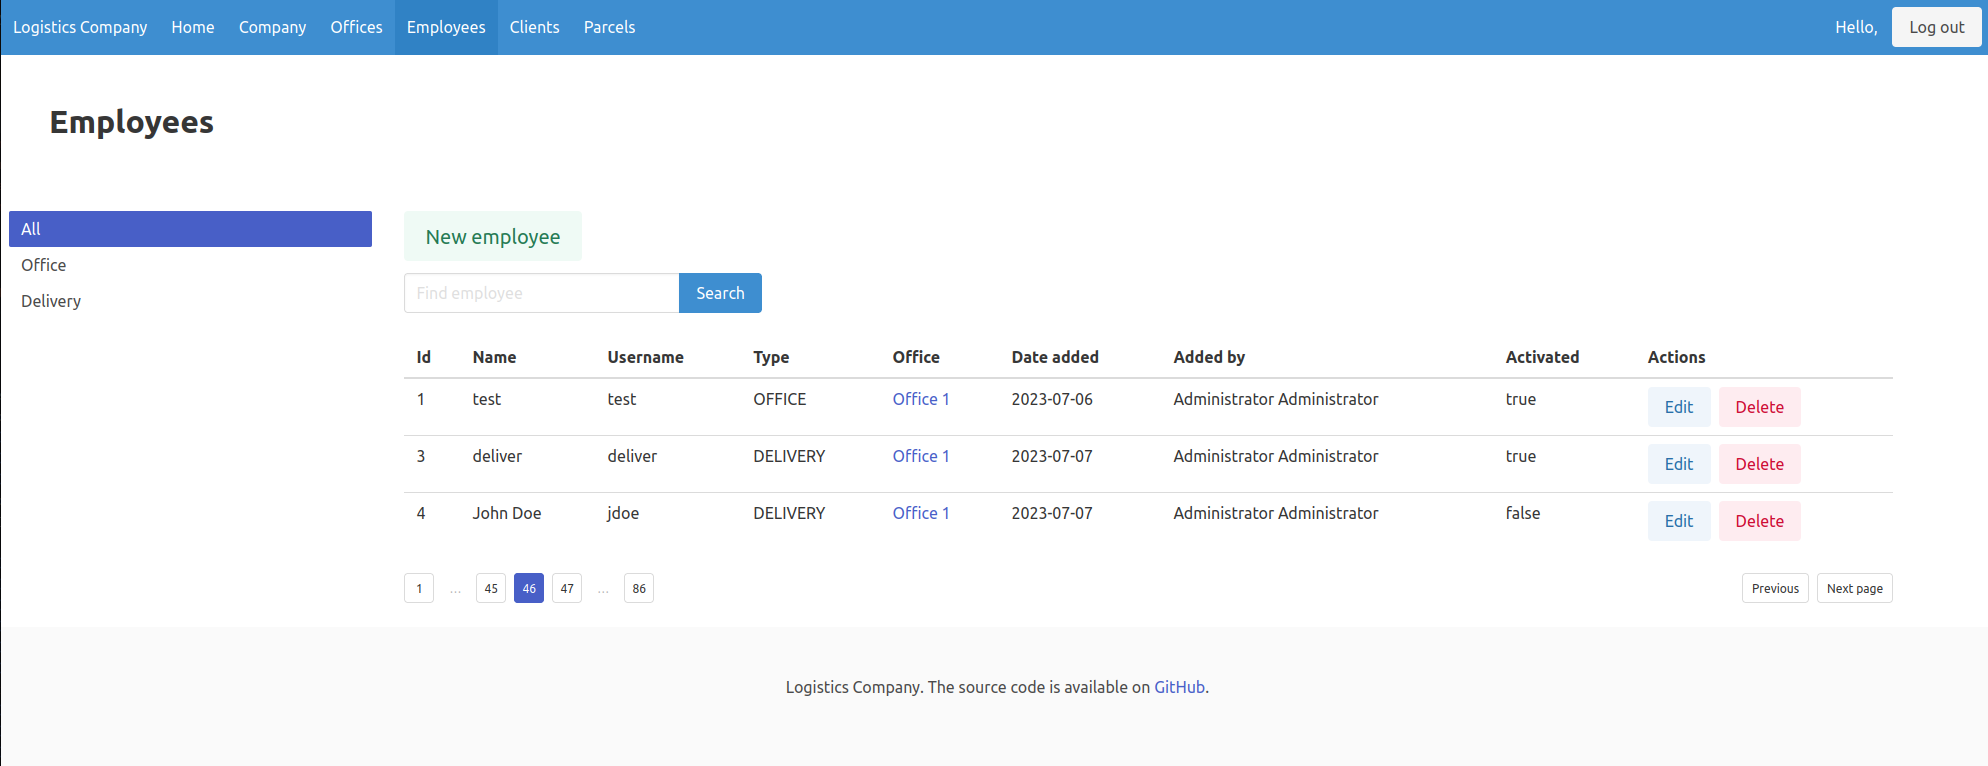 Logistics Company Home Company Offices Employees Clients Parcels Hello, Log out
Employees
All
Office
Delivery
New employee
Find employee Search
Id Name Username Type Office Date added Added by Activated Actions
1 test test OFFICE Office 1 2023-07-06 Administrator Administrator true Edit Delete
3 deliver deliver DELIVERY Office 1 2023-07-07 Administrator Administrator true Edit Delete
4 John Doe jdoe DELIVERY Office 1 2023-07-07 Administrator Administrator false Edit Delete
1 … 45 46 47 … 86 Previous Next page
Logistics Company. The source code is available on GitHub.